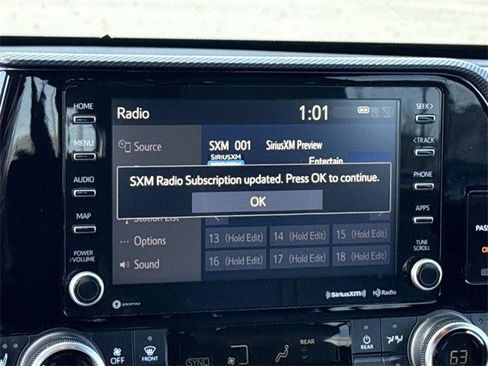 HOME
MENU
AUDIO
MAP
POWER
/VOLUME
Radio
1:01
Source
SXM 001 SiriusXM Preview
SIRIUSXM
Entertain
SXM Radio Subscription updated. Press OK to continue.
OK
Station List
Options
Sound
13 (Hold Edit) 14 (Hold Edit) 15 (Hold Edit)
16 (Hold Edit) 17 (Hold Edit) 18 (Hold Edit)
SiriusXM HD Radio
SEEK>
<TRACK
PHONE
APPS
TUNE
SCROLL
PASS
OFF
FRONT
SYNC
REAR
REAR
63